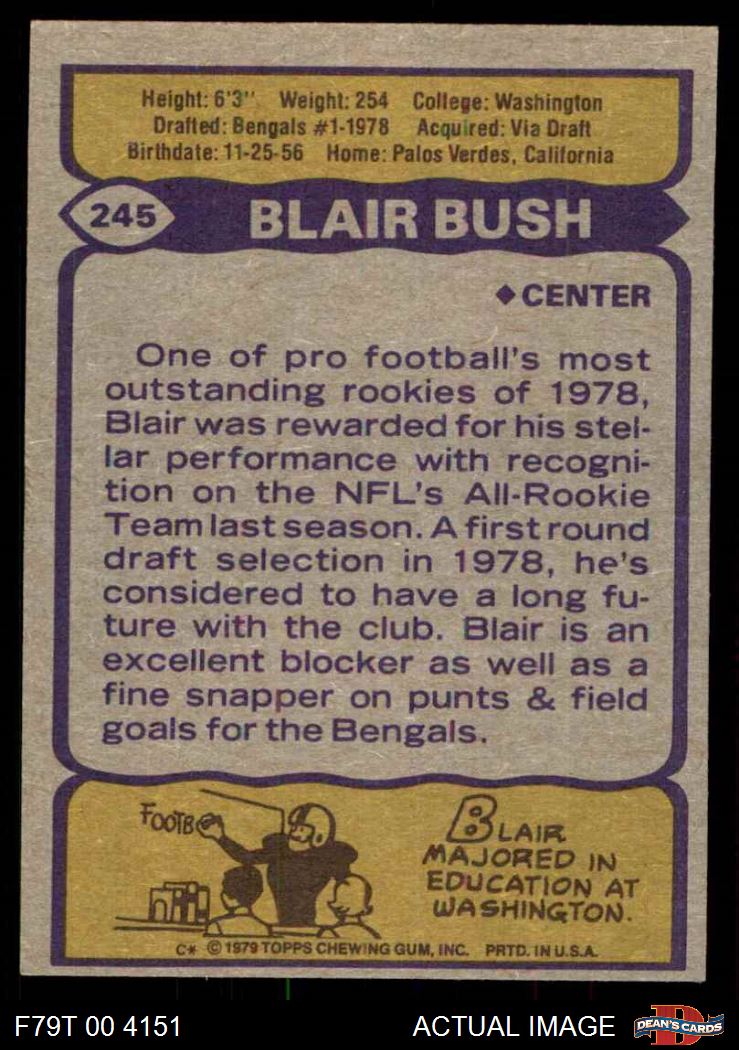 Height: 6'3" Weight: 254 College: Washington
Drafted: Bengals #1-1978 Acquired: Via Draft
Birthdate: 11-25-56 Home: Palos Verdes, California
245 BLAIR BUSH
◆CENTER
One of pro football's most
outstanding rookies of 1978,
Blair was rewarded for his stel-
lar performance with recogni-
tion on the NFL's All-Rookie
Team last season. A first round
draft selection in 1978, he's
considered to have a long fu-
ture with the club. Blair is an
excellent blocker as well as a
fine snapper on punts & field
goals for the Bengals.
FOOTB
BLAIR
MAJORED IN
EDUCATION AT
WASHINGTON.
C* © 1979 TOPPS CHEWING GUM, INC. PRTD. IN U.S.A.
F79T 00 4151 ACTUAL IMAGE D DEAN'S CARDS